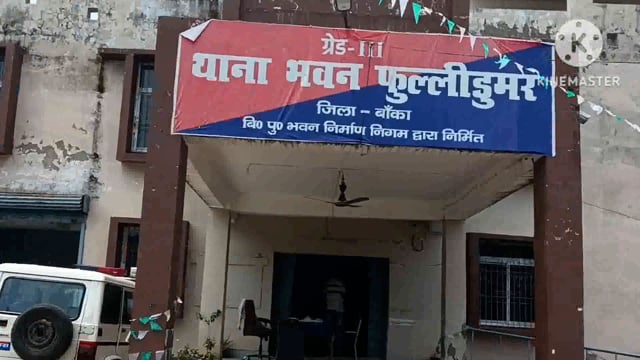 ग्रेड-III
थाना भवन फुल्लीडुमर
जिला – बाँका
बि० पु० भवन निर्माण निगम द्वारा निर्मित
KINEMASTER